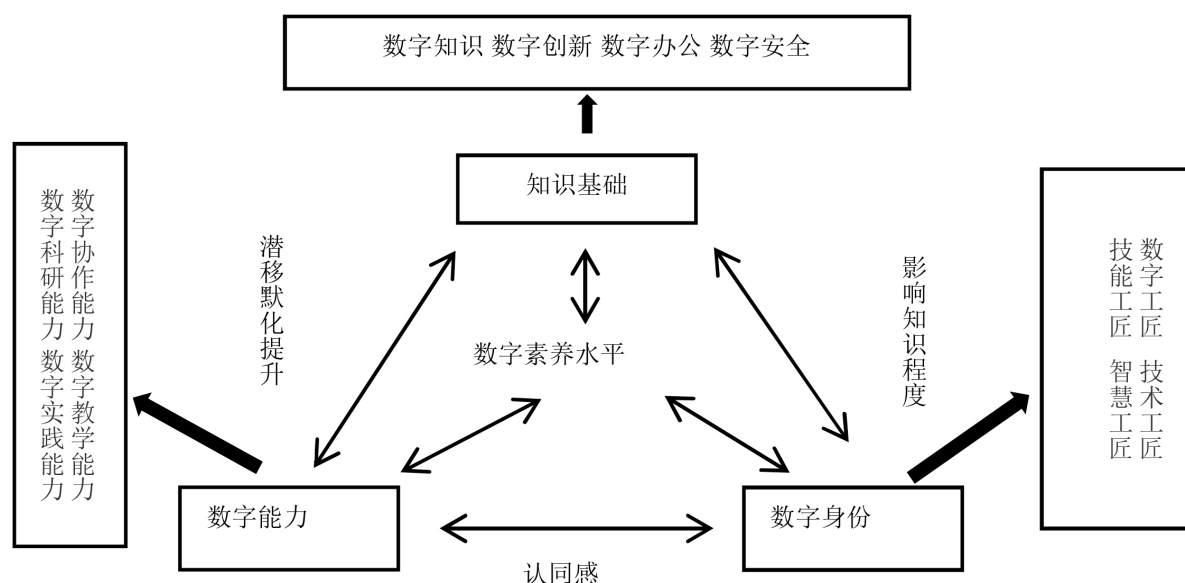 数字知识 数字创新 数字办公 数字安全
知识基础
数字协作能力 数字教学能力
数字科研能力 数字实践能力
潜移默化提升
影响知识程度
数字工匠 技术工匠
技能工匠 智慧工匠
数字素养水平
数字能力
数字身份
认同感